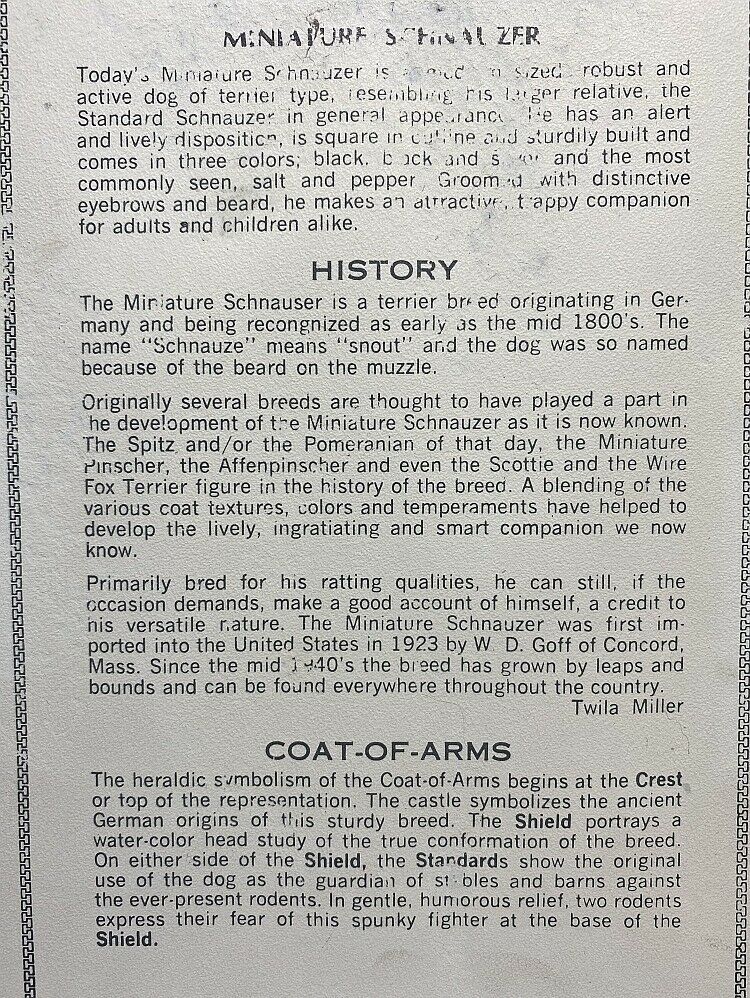 MINIATURE SCHNAUZER
Today's Miniature Schnauzer is a medium sized robust and
active dog of terrier type, resembling his larger relative, the
Standard Schnauzer in general appearance. He has an alert
and lively disposition, is square in outline and sturdily built and
comes in three colors; black, black and silver and the most
commonly seen, salt and pepper. Groomed with distinctive
eyebrows and beard, he makes an attractive, trappy companion
for adults and children alike.
HISTORY
The Miniature Schnauser is a terrier breed originating in Ger-
many and being recongnized as early as the mid 1800's. The
name "Schnauze" means "snout" and the dog was so named
because of the beard on the muzzle.
Originally several breeds are thought to have played a part in
the development of the Miniature Schnauzer as it is now known.
The Spitz and/or the Pomeranian of that day, the Miniature
Pinscher, the Affenpinscher and even the Scottie and the Wire
Fox Terrier figure in the history of the breed. A blending of the
various coat textures, colors and temperaments have helped to
develop the lively, ingratiating and smart companion we now
know.
Primarily bred for his ratting qualities, he can still, if the
occasion demands, make a good account of himself, a credit to
his versatile nature. The Miniature Schnauzer was first im-
ported into the United States in 1923 by W. D. Goff of Concord,
Mass. Since the mid 1940's the breed has grown by leaps and
bounds and can be found everywhere throughout the country.
Twila Miller
COAT-OF-ARMS
The heraldic symbolism of the Coat-of-Arms begins at the Crest
or top of the representation. The castle symbolizes the ancient
German origins of this sturdy breed. The Shield portrays a
water-color head study of the true conformation of the breed.
On either side of the Shield, the Standards show the original
use of the dog as the guardian of stables and barns against
the ever-present rodents. In gentle, humorous relief, two rodents
express their fear of this spunky fighter at the base of the
Shield.